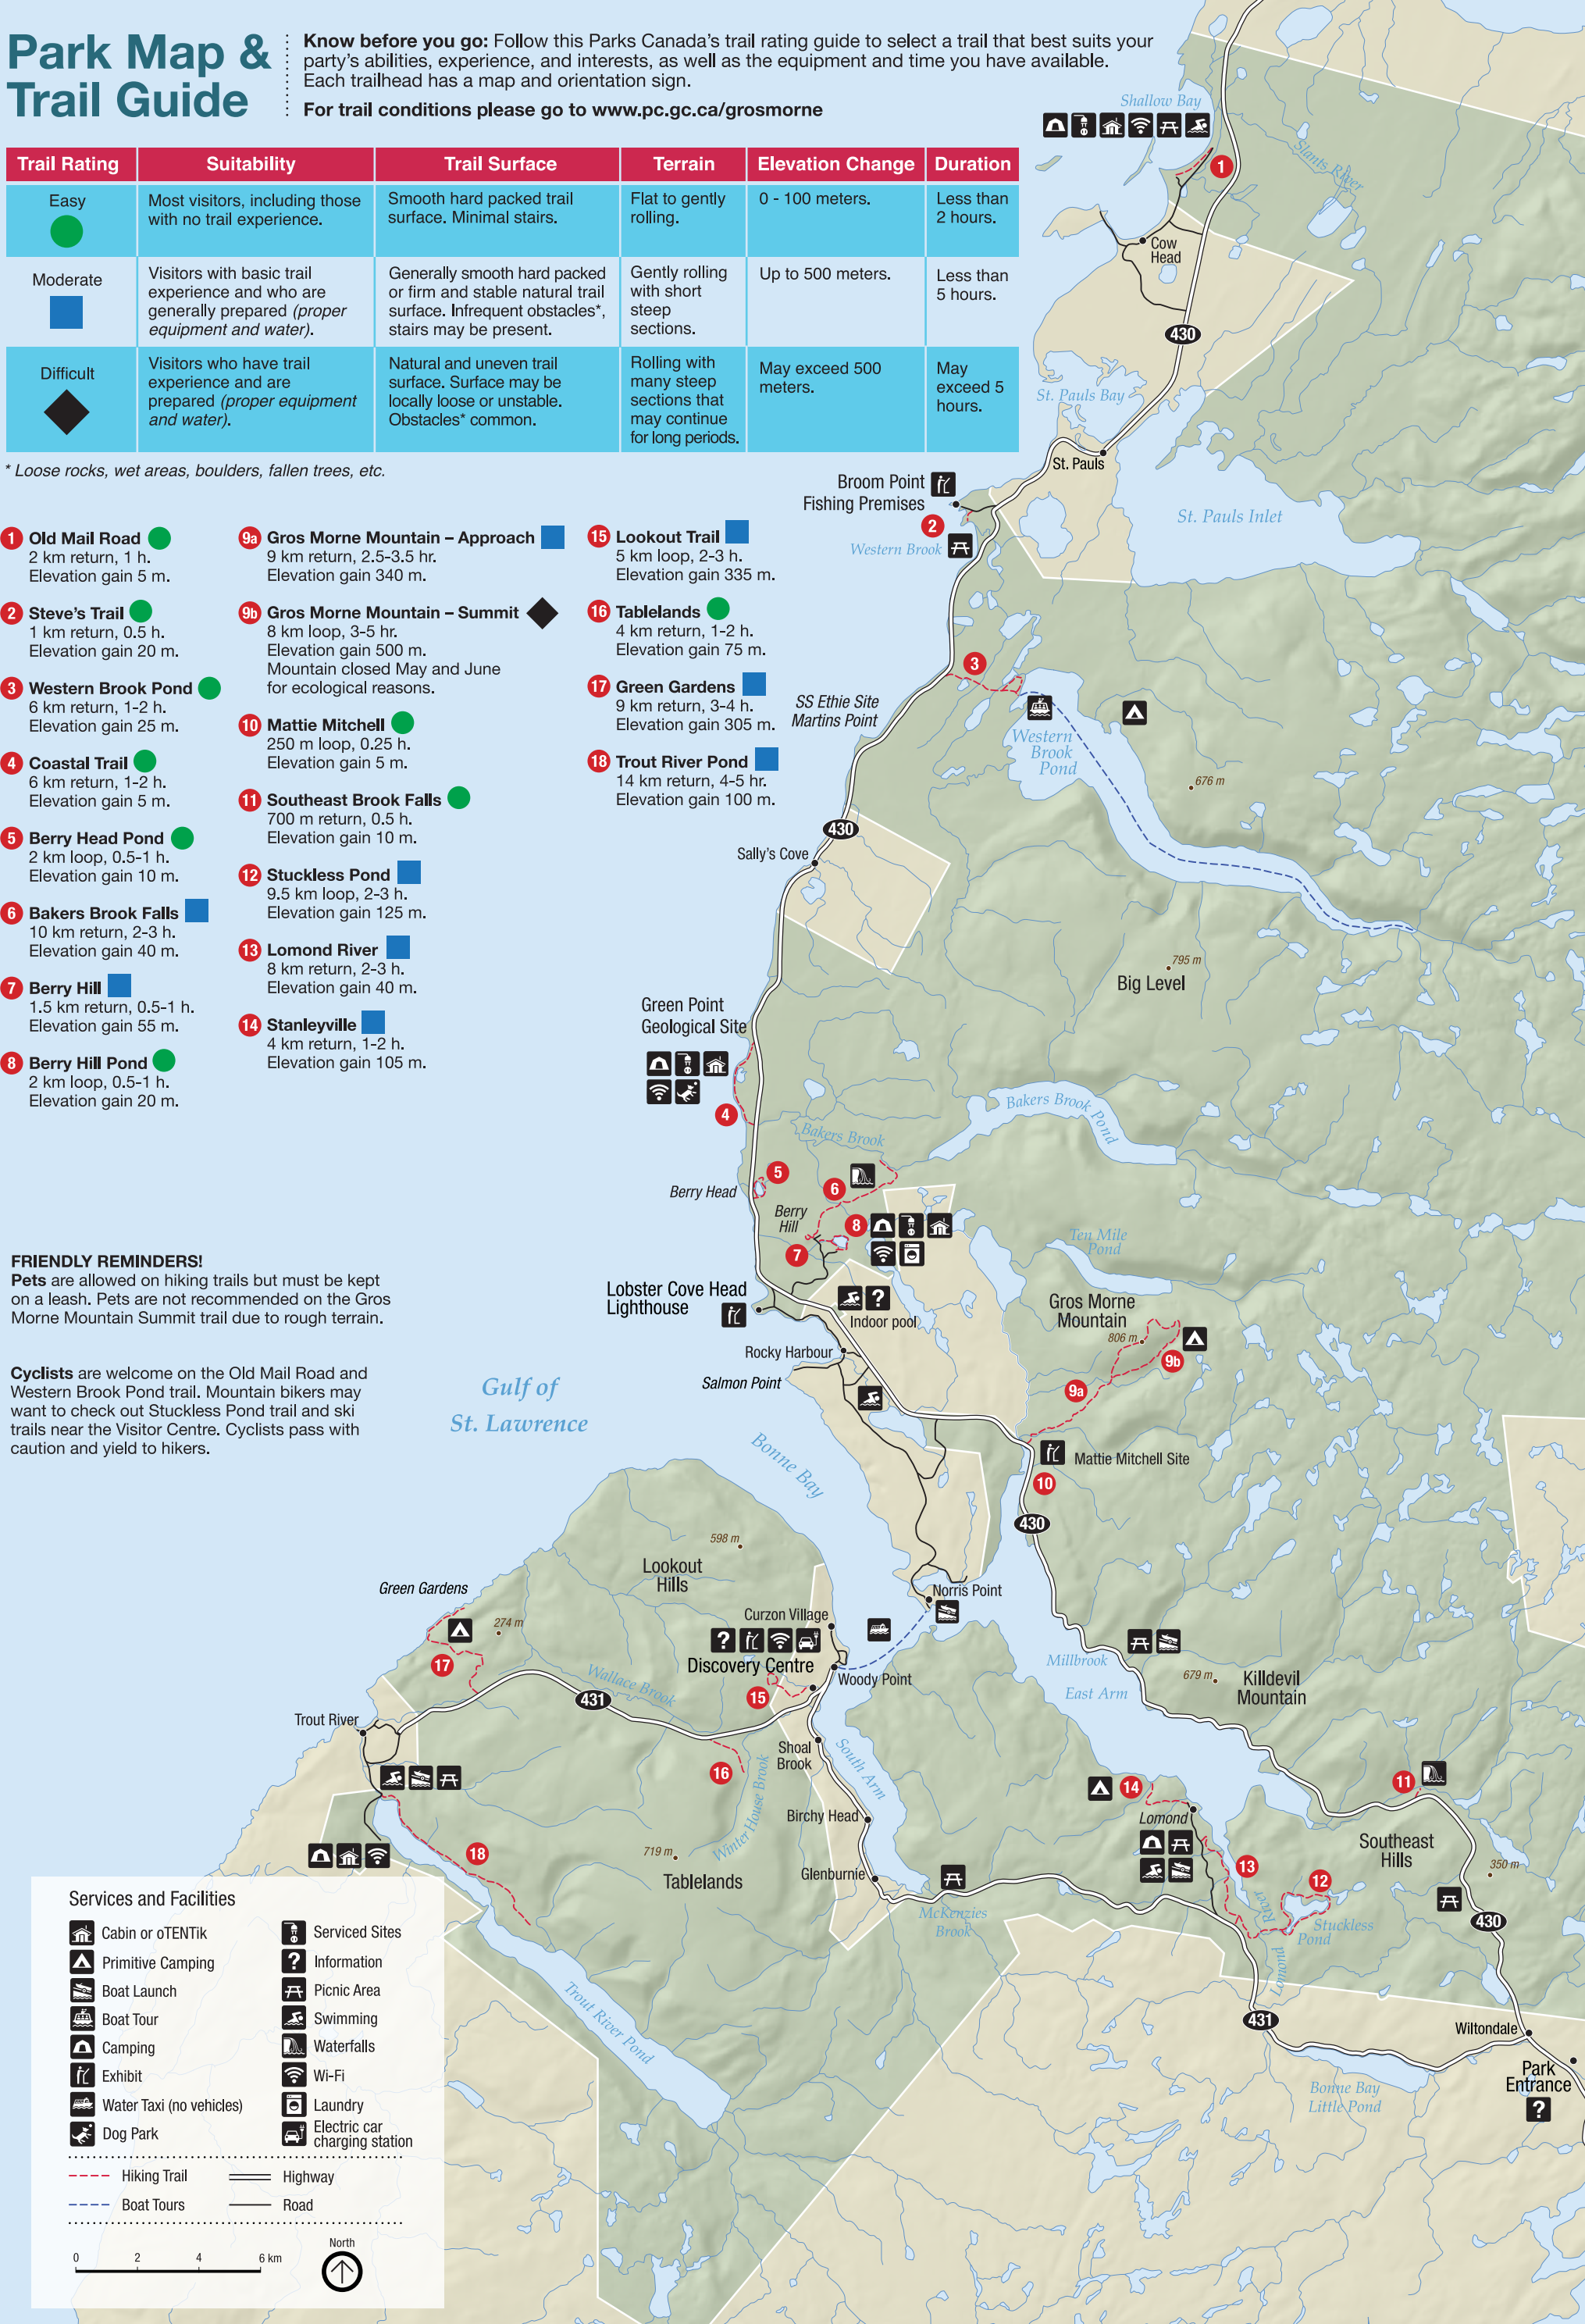 Park Map &
Trail Guide
Know before you go: Follow this Parks Canada's trail rating guide to select a trail that best suits your
party's abilities, experience, and interests, as well as the equipment and time you have available.
Each trailhead has a map and orientation sign.
For trail conditions please go to www.pc.gc.ca/grosmorne
Trail Rating Suitability Trail Surface Terrain Elevation Change Duration
Easy
Most visitors, including those
with no trail experience.
Smooth hard packed trail
surface. Minimal stairs.
Flat to gently
rolling.
0 - 100 meters.
Less than
2 hours.
Moderate
Visitors with basic trail
experience and who are
generally prepared (proper
equipment and water).
Generally smooth hard packed
or firm and stable natural trail
surface. Infrequent obstacles*,
stairs may be present.
Gently rolling
with short
steep
sections.
Up to 500 meters.
Less than
5 hours.
Difficult
Visitors who have trail
experience and are
prepared (proper equipment
and water).
Natural and uneven trail
surface. Surface may be
locally loose or unstable.
Obstacles* common.
Rolling with
many steep
sections that
may continue
for long periods.
May exceed 500
meters.
May
exceed 5
hours.
* Loose rocks, wet areas, boulders, fallen trees, etc.
1 Old Mail Road
2 km return, 1 h.
Elevation gain 5 m.
2 Steve's Trail
1 km return, 0.5 h.
Elevation gain 20 m.
3 Western Brook Pond
6 km return, 1-2 h.
Elevation gain 25 m.
4 Coastal Trail
6 km return, 1-2 h.
Elevation gain 5 m.
5 Berry Head Pond
2 km loop, 0.5-1 h.
Elevation gain 10 m.
6 Bakers Brook Falls
10 km return, 2-3 h.
Elevation gain 40 m.
7 Berry Hill
1.5 km return, 0.5-1 h.
Elevation gain 55 m.
8 Berry Hill Pond
2 km loop, 0.5-1 h.
Elevation gain 20 m.
9a Gros Morne Mountain – Approach
9 km return, 2.5-3.5 hr.
Elevation gain 340 m.
9b Gros Morne Mountain – Summit
8 km loop, 3-5 hr.
Elevation gain 500 m.
Mountain closed May and June
for ecological reasons.
10 Mattie Mitchell
250 m loop, 0.25 h.
Elevation gain 5 m.
11 Southeast Brook Falls
700 m return, 0.5 h.
Elevation gain 10 m.
12 Stuckless Pond
9.5 km loop, 2-3 h.
Elevation gain 125 m.
13 Lomond River
8 km return, 2-3 h.
Elevation gain 40 m.
14 Stanleyville
4 km return, 1-2 h.
Elevation gain 105 m.
15 Lookout Trail
5 km loop, 2-3 h.
Elevation gain 335 m.
16 Tablelands
4 km return, 1-2 h.
Elevation gain 75 m.
17 Green Gardens
9 km return, 3-4 h.
Elevation gain 305 m.
18 Trout River Pond
14 km return, 4-5 hr.
Elevation gain 100 m.
FRIENDLY REMINDERS!
Pets are allowed on hiking trails but must be kept
on a leash. Pets are not recommended on the Gros
Morne Mountain Summit trail due to rough terrain.
Cyclists are welcome on the Old Mail Road and
Western Brook Pond trail. Mountain bikers may
want to check out Stuckless Pond trail and ski
trails near the Visitor Centre. Cyclists pass with
caution and yield to hikers.
Shallow Bay
1
Slants River
Cow
Head
430
St. Pauls Bay
St. Pauls
Broom Point
Fishing Premises
2
Western Brook
St. Pauls Inlet
3
SS Ethie Site
Martins Point
Western
Brook
Pond
676 m
430
Sally's Cove
795 m
Big Level
Green Point
Geological Site
4
Bakers Brook
Bakers Brook Pond
5
6
Berry Head
Berry
Hill
8
7
Ten Mile
Pond
Lobster Cove Head
Lighthouse
?
Indoor pool
Gros Morne
Mountain
806 m
9b
Rocky Harbour
Salmon Point
9a
Gulf of
St. Lawrence
Bonne Bay
Mattie Mitchell Site
10
430
598 m
Lookout
Hills
Green Gardens
274 m
17
Norris Point
Curzon Village
?
Discovery Centre
Woody Point
15
Wallace Brook
431
Millbrook
East Arm
679 m
Killdevil
Mountain
Trout River
Shoal
Brook
South Arm
16
Winter House Brook
11
14
Lomond
Birchy Head
18
719 m
Tablelands
Glenburnie
Southeast
Hills
350 m
13
12
McKenzies
Brook
Lomond River
Stuckless
Pond
430
Trout River Pond
431
Wiltondale
Park
Entrance
?
Bonne Bay
Little Pond
Services and Facilities
Cabin or oTENTik
Primitive Camping
Boat Launch
Boat Tour
Camping
Exhibit
Water Taxi (no vehicles)
Dog Park
Serviced Sites
? Information
Picnic Area
Swimming
Waterfalls
Wi-Fi
Laundry
Electric car
charging station
Hiking Trail
Highway
Boat Tours
Road
0 2 4 6 km
North